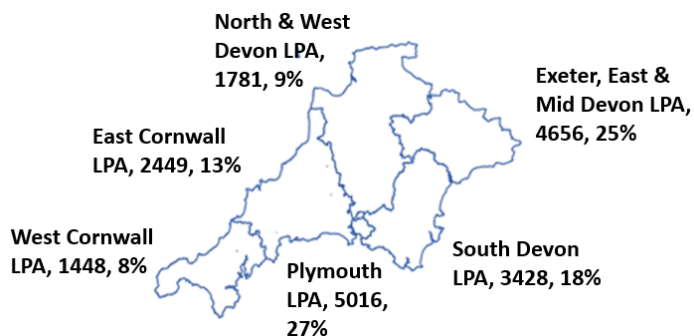 North & West
Devon LPA,
1781, 9%
Exeter, East &
Mid Devon LPA,
4656, 25%
East Cornwall
LPA, 2449, 13%
West Cornwall
LPA, 1448, 8%
Plymouth
LPA, 5016,
27%
South Devon
LPA, 3428, 18%